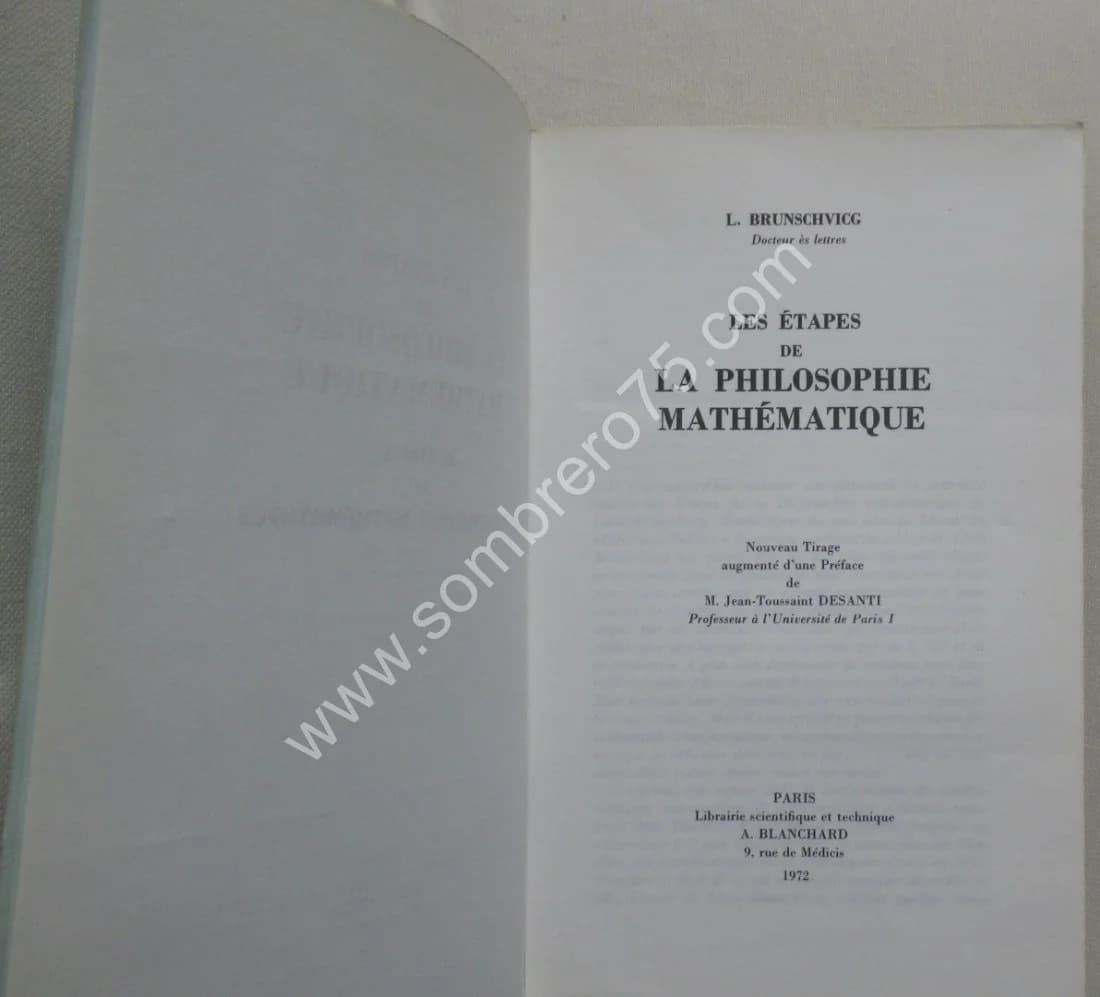 L. BRUNSCHVICG
Docteur ès lettres
LES ÉTAPES
DE
LA PHILOSOPHIE
MATHÉMATIQUE
Nouveau Tirage
augmenté d'une Préface
de
M. Jean-Toussaint DESANTI
Professeur à l'Université de Paris I
PARIS
Librairie scientifique et technique
A. BLANCHARD
9, rue de Médicis
1972
www.sombrero75.com